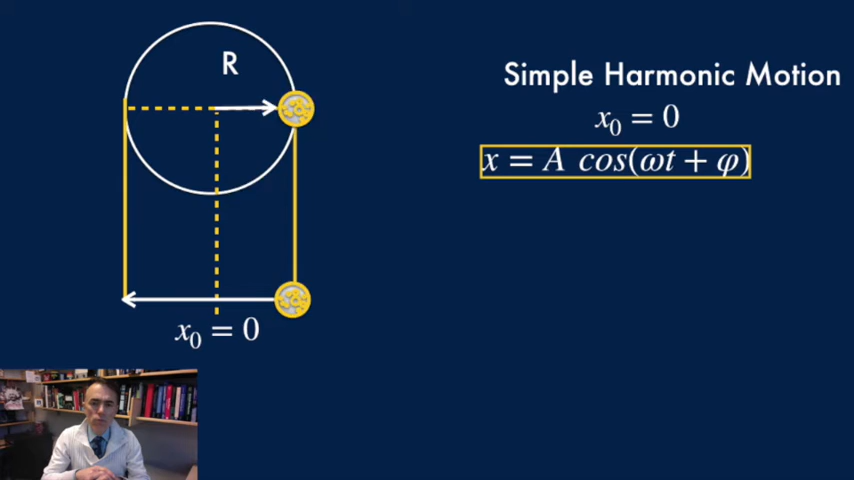 R
Simple Harmonic Motion
x₀ = 0
x = A cos(ωt + φ)
x₀ = 0